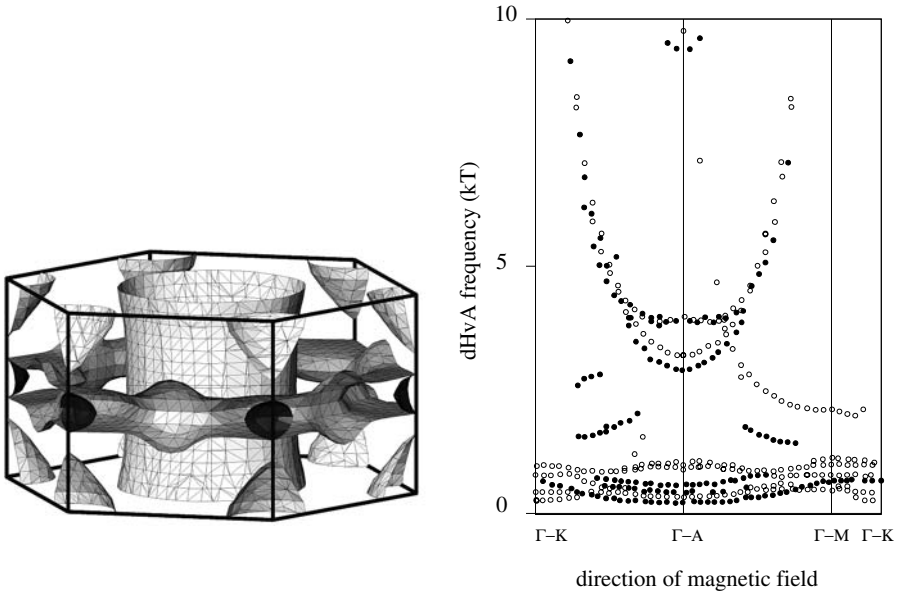 10
5
0
dHvA frequency (kT)
Γ–K Γ–A Γ–M Γ–K
direction of magnetic field